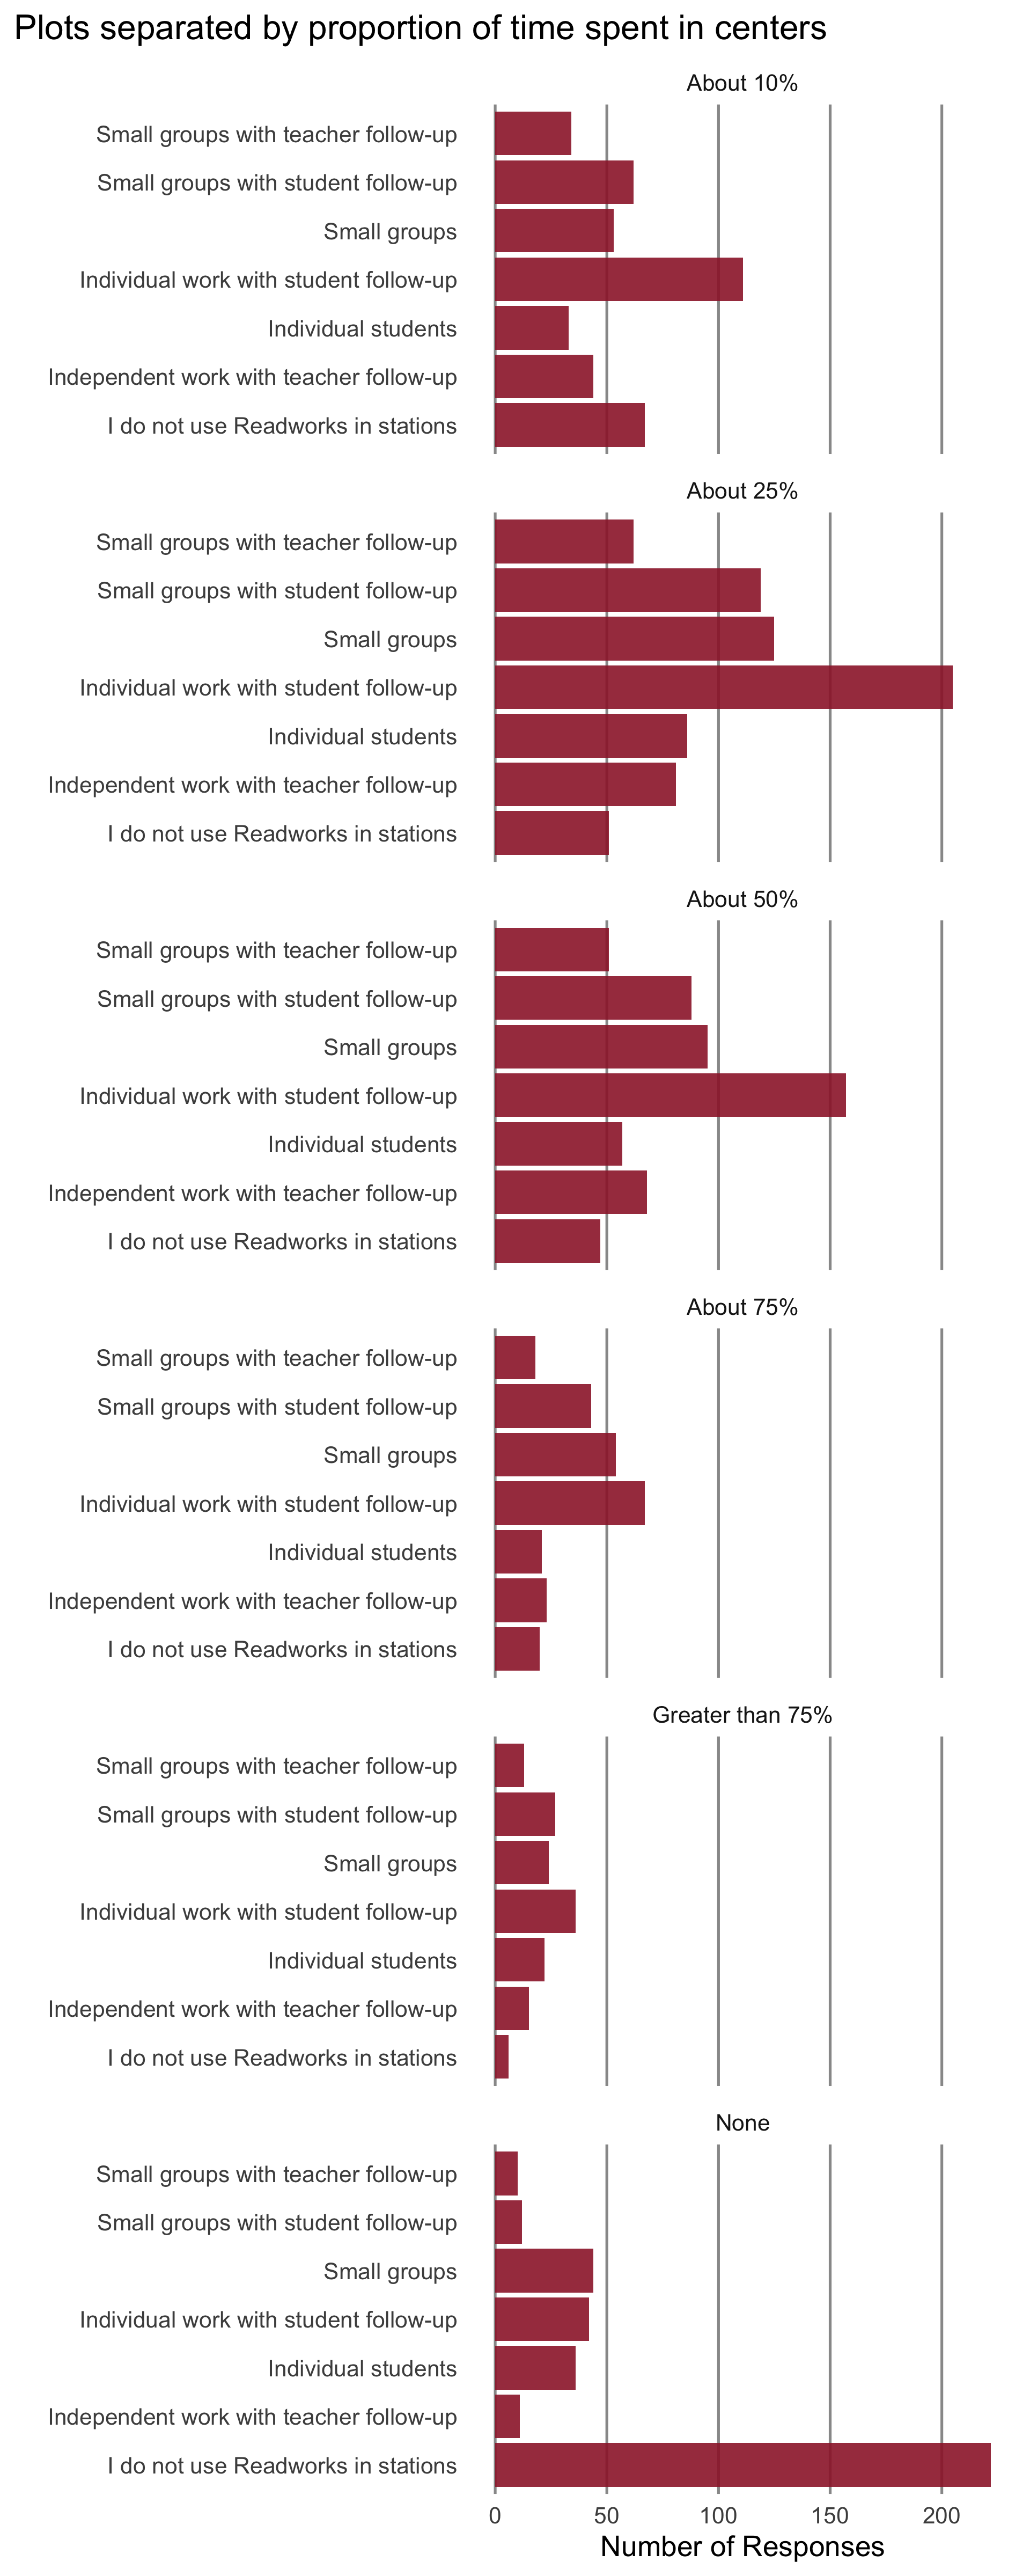 Plots separated by proportion of time spent in centers
About 10%
Small groups with teacher follow-up
Small groups with student follow-up
Small groups
Individual work with student follow-up
Individual students
Independent work with teacher follow-up
I do not use Readworks in stations
About 25%
Small groups with teacher follow-up
Small groups with student follow-up
Small groups
Individual work with student follow-up
Individual students
Independent work with teacher follow-up
I do not use Readworks in stations
About 50%
Small groups with teacher follow-up
Small groups with student follow-up
Small groups
Individual work with student follow-up
Individual students
Independent work with teacher follow-up
I do not use Readworks in stations
About 75%
Small groups with teacher follow-up
Small groups with student follow-up
Small groups
Individual work with student follow-up
Individual students
Independent work with teacher follow-up
I do not use Readworks in stations
Greater than 75%
Small groups with teacher follow-up
Small groups with student follow-up
Small groups
Individual work with student follow-up
Individual students
Independent work with teacher follow-up
I do not use Readworks in stations
None
Small groups with teacher follow-up
Small groups with student follow-up
Small groups
Individual work with student follow-up
Individual students
Independent work with teacher follow-up
I do not use Readworks in stations
0 50 100 150 200
Number of Responses